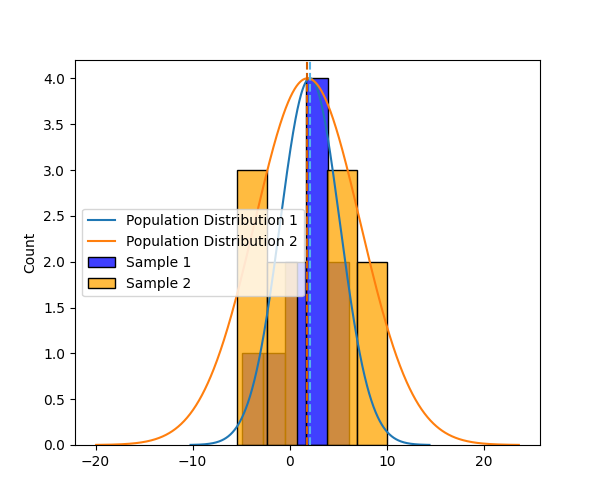 4.0
3.5
3.0
2.5
2.0
1.5
1.0
0.5
0.0
Count
Population Distribution 1
Population Distribution 2
Sample 1
Sample 2
−20 −10 0 10 20